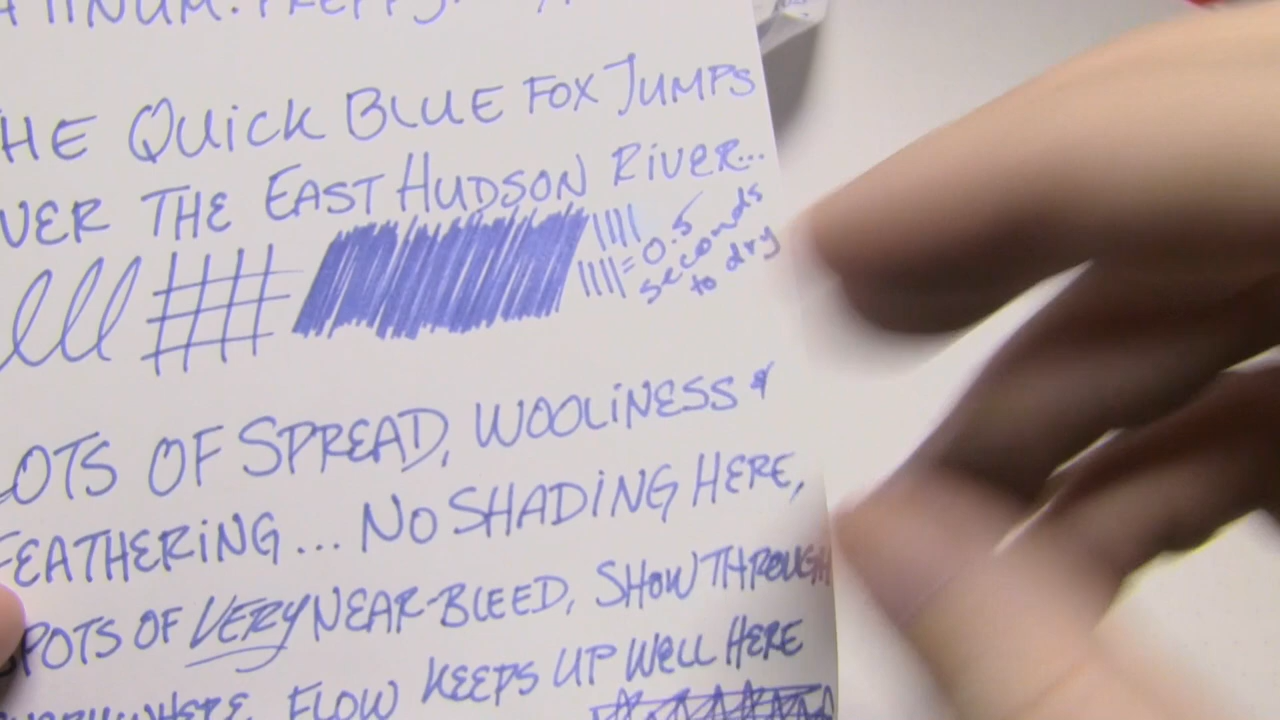 THE QUICK BLUE FOX JUMPS
OVER THE EAST HUDSON RIVER...
= 0.5
seconds
to dry
LOTS OF SPREAD, WOOLINESS &
FEATHERING... NO SHADING HERE,
SPOTS OF VERY NEAR-BLEED, SHOW THROUGH
FLOW KEEPS UP WELL HERE